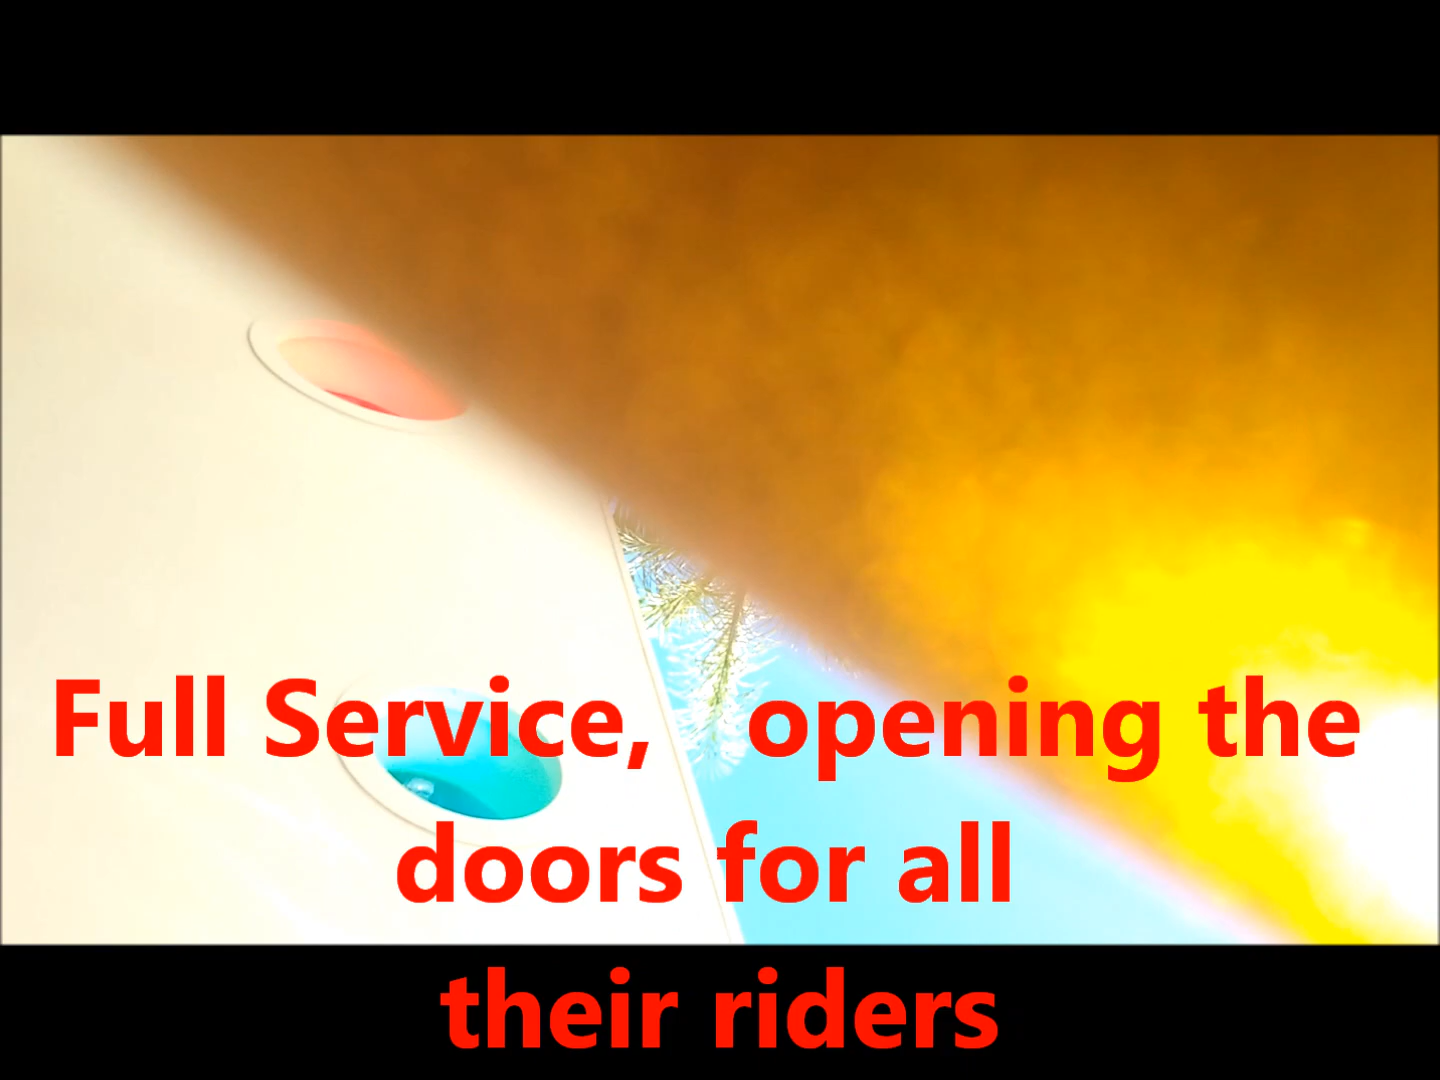 Full Service, opening the
doors for all
their riders